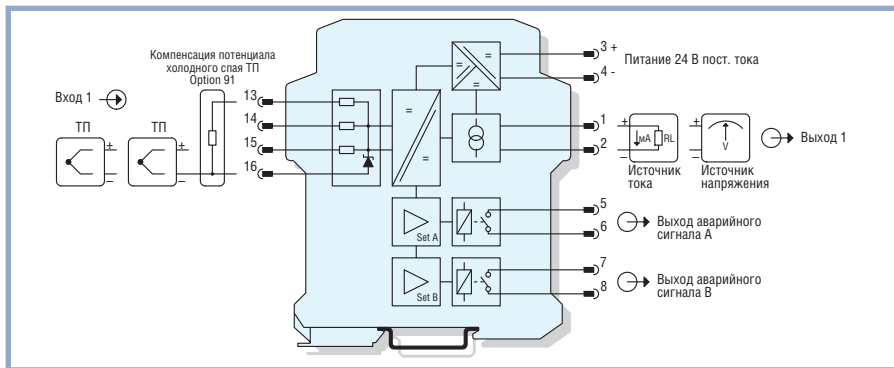 Компенсация потенциала
холодного спая ТП
Option 91
Вход 1
ТП
ТП
+
−
+
−
13
14
15
16
=
=
=
=
Set A
Set B
3 +
4 -
Питание 24 В пост. тока
1
2
+
−
мА
RL
Источник
тока
+
−
V
Источник
напряжения
Выход 1
5
6
Выход аварийного
сигнала А
7
8
Выход аварийного
сигнала В